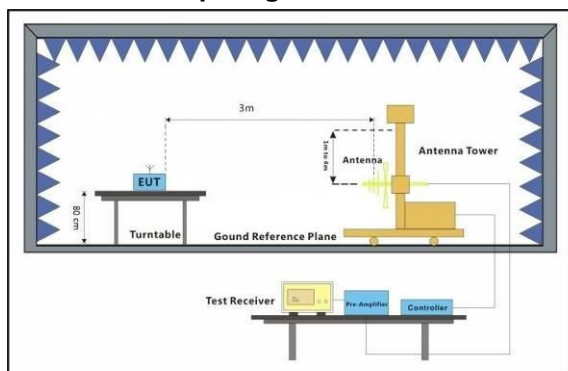 3m
1m to 4m
Antenna
Antenna Tower
EUT
80 cm
Turntable
Gound Reference Plane
Test Receiver
Pre-Amplifier
Controller